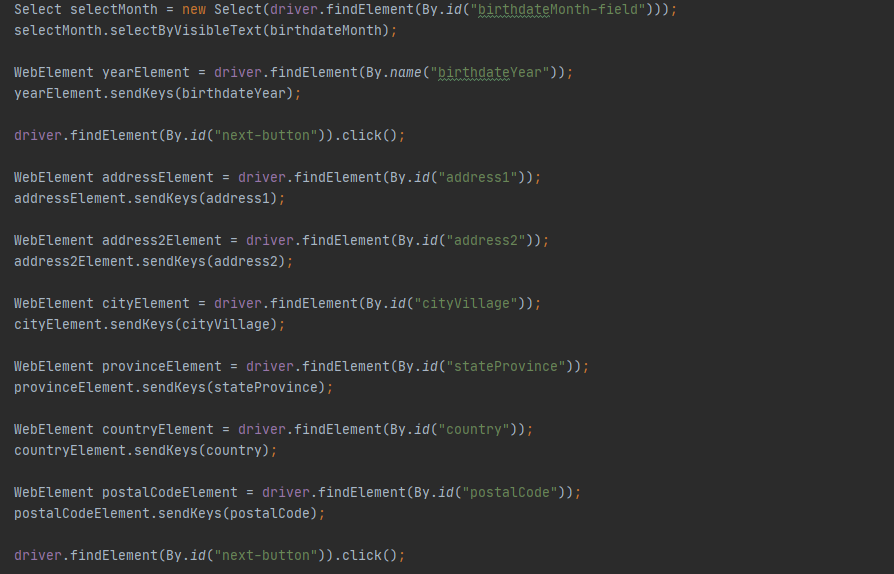 Select selectMonth = new Select(driver.findElement(By.id("birthdateMonth-field")));
selectMonth.selectByVisibleText(birthdateMonth);
WebElement yearElement = driver.findElement(By.name("birthdateYear"));
yearElement.sendKeys(birthdateYear);
driver.findElement(By.id("next-button")).click();
WebElement addressElement = driver.findElement(By.id("address1"));
addressElement.sendKeys(address1);
WebElement address2Element = driver.findElement(By.id("address2"));
address2Element.sendKeys(address2);
WebElement cityElement = driver.findElement(By.id("cityVillage"));
cityElement.sendKeys(cityVillage);
WebElement provinceElement = driver.findElement(By.id("stateProvince"));
provinceElement.sendKeys(stateProvince);
WebElement countryElement = driver.findElement(By.id("country"));
countryElement.sendKeys(country);
WebElement postalCodeElement = driver.findElement(By.id("postalCode"));
postalCodeElement.sendKeys(postalCode);
driver.findElement(By.id("next-button")).click();